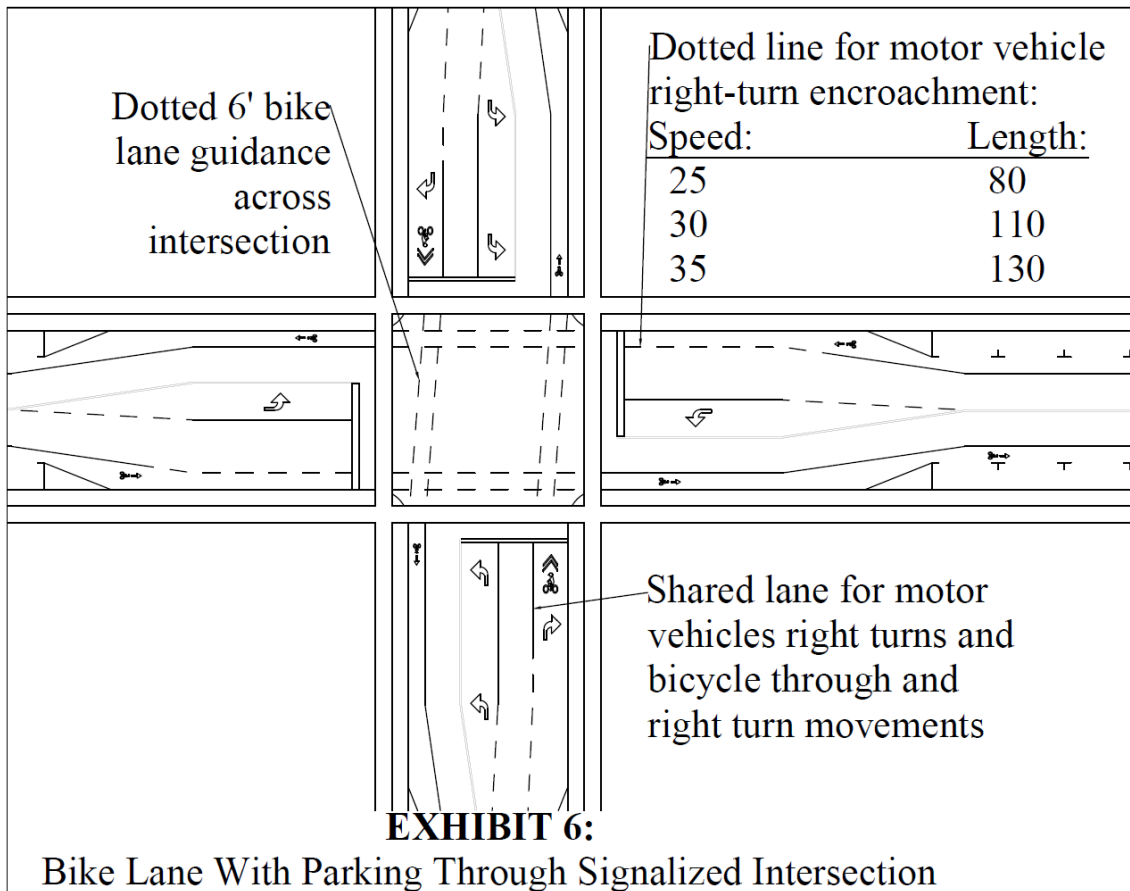 Dotted 6' bike
lane guidance
across
intersection
Dotted line for motor vehicle
right-turn encroachment:
Speed: Length:
25 80
30 110
35 130
Shared lane for motor
vehicles right turns and
bicycle through and
right turn movements
EXHIBIT 6:
Bike Lane With Parking Through Signalized Intersection